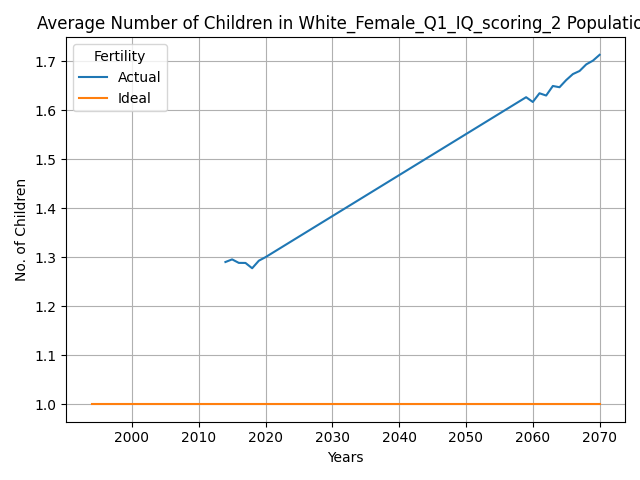 Average Number of Children in White_Female_Q1_IQ_scoring_2 Populatio
Fertility
Actual
Ideal
1.7
1.6
1.5
1.4
1.3
1.2
1.1
1.0
No. of Children
2000 2010 2020 2030 2040 2050 2060 2070
Years